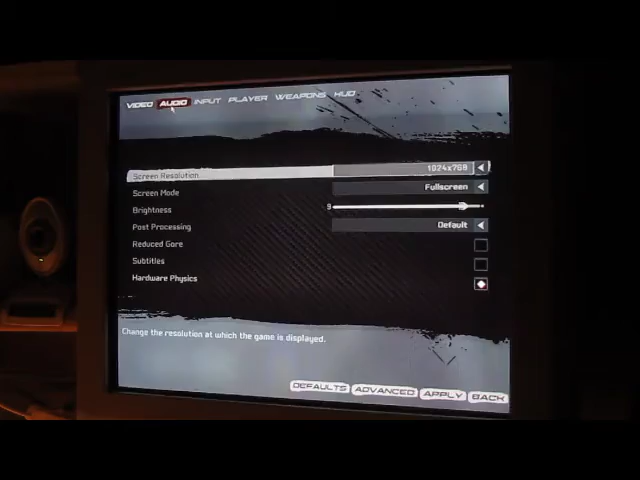 VIDEO AUDIO INPUT PLAYER WEAPONS HUD
Screen Resolution 1024x768
Screen Mode Fullscreen
Brightness 9
Post Processing Default
Reduced Gore
Subtitles
Hardware Physics
Change the resolution at which the game is displayed.
DEFAULTS ADVANCED APPLY BACK